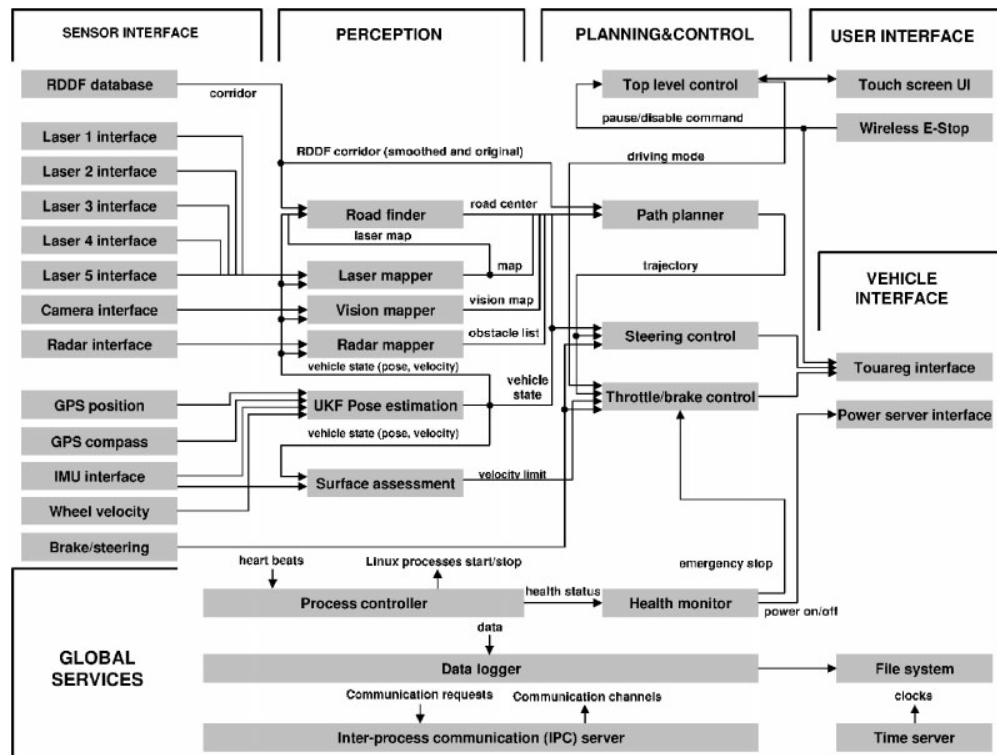 SENSOR INTERFACE
PERCEPTION
PLANNING&CONTROL
USER INTERFACE
RDDF database
corridor
Top level control
Touch screen UI
pause/disable command
Wireless E-Stop
Laser 1 interface
RDDF corridor (smoothed and original)
driving mode
Laser 2 interface
Laser 3 interface
Road finder
road center
Path planner
laser map
Laser 4 interface
map
trajectory
VEHICLE
INTERFACE
Laser 5 interface
Laser mapper
Camera interface
Vision mapper
vision map
obstacle list
Radar interface
Radar mapper
Steering control
vehicle state (pose, velocity)
vehicle
state
Touareg interface
GPS position
UKF Pose estimation
Throttle/brake control
Power server interface
GPS compass
vehicle state (pose, velocity)
IMU interface
Surface assessment
velocity limit
Wheel velocity
Brake/steering
heart beats
Linux processes start/stop
emergency stop
health status
Process controller
Health monitor
power on/off
GLOBAL
SERVICES
data
Data logger
File system
Communication requests
Communication channels
clocks
Inter-process communication (IPC) server
Time server